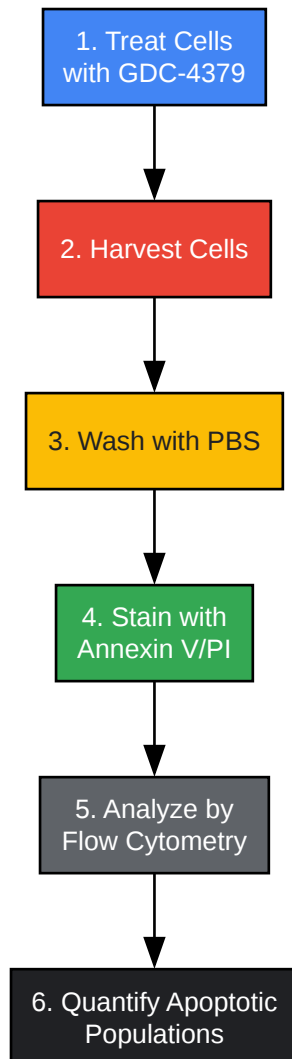 1. Treat Cells
with GDC-4379
2. Harvest Cells
3. Wash with PBS
4. Stain with
Annexin V/PI
5. Analyze by
Flow Cytometry
6. Quantify Apoptotic
Populations